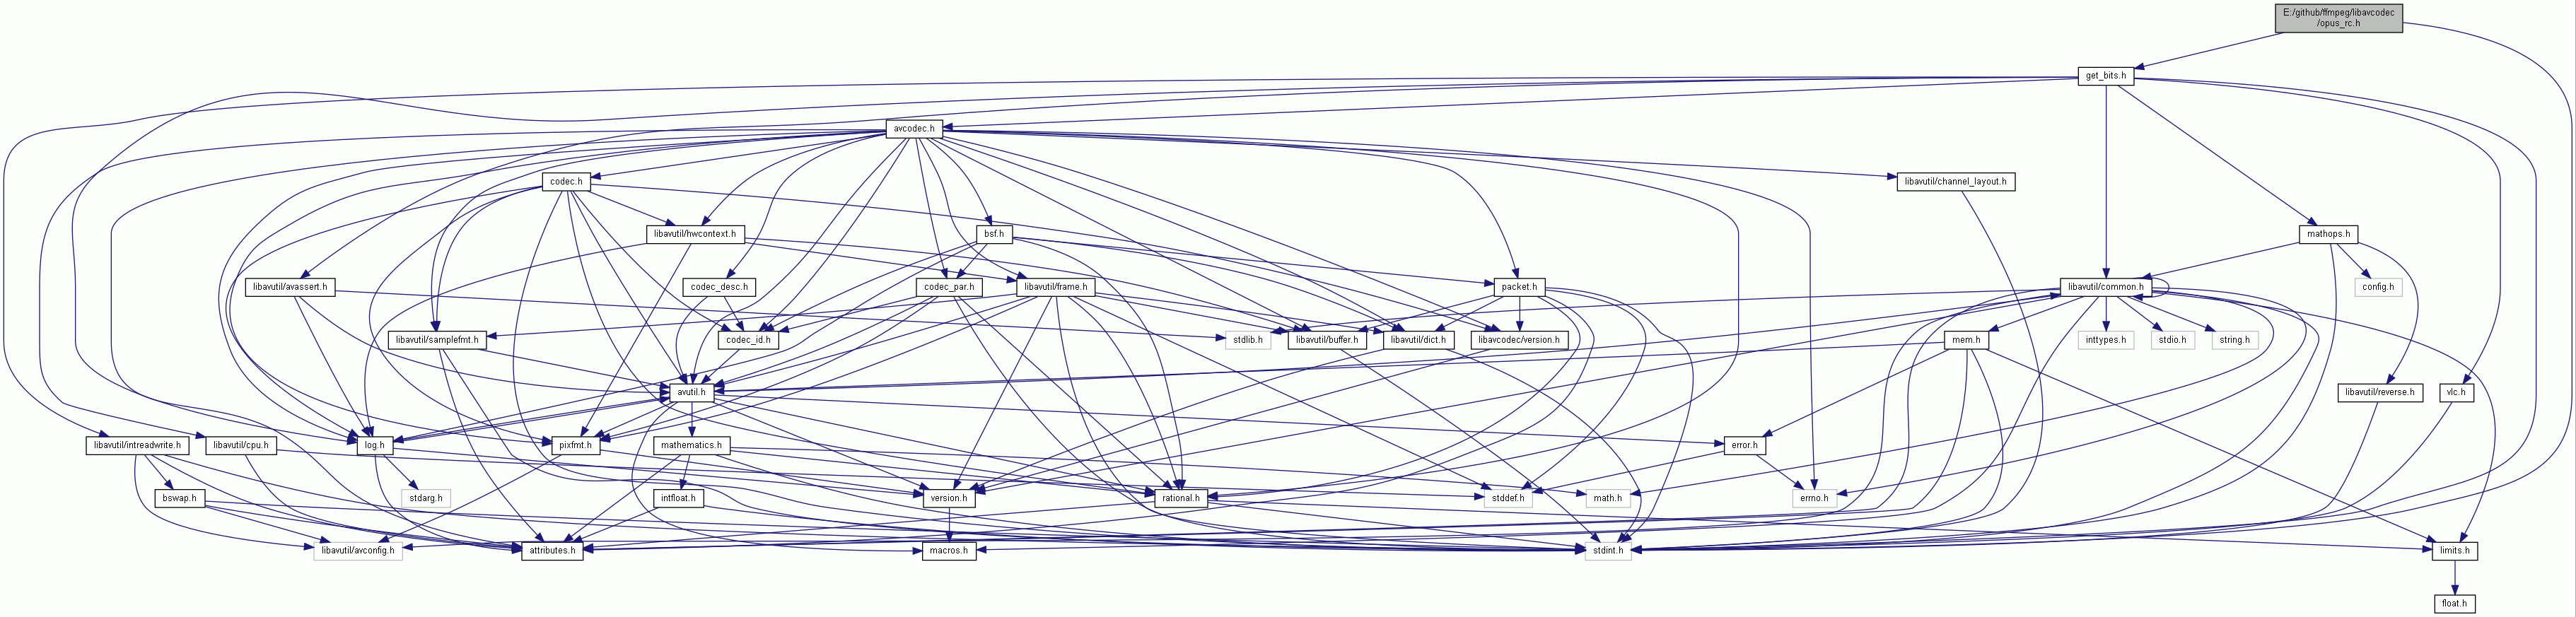 E:/github/ffmpeg/libavcodec
/opus_rc.h
get_bits.h
avcodec.h
codec.h
libavutil/channel_layout.h
libavutil/hwcontext.h
bsf.h
mathops.h
libavutil/avassert.h
codec_desc.h
codec_par.h
libavutil/frame.h
packet.h
libavutil/common.h
config.h
libavutil/samplefmt.h
codec_id.h
stdlib.h
libavutil/buffer.h
libavutil/dict.h
libavcodec/version.h
mem.h
inttypes.h
stdio.h
string.h
avutil.h
libavutil/reverse.h
vlc.h
libavutil/intreadwrite.h
libavutil/cpu.h
log.h
pixfmt.h
mathematics.h
error.h
bswap.h
stdarg.h
intfloat.h
version.h
rational.h
stddef.h
math.h
errno.h
libavutil/avconfig.h
attributes.h
macros.h
stdint.h
limits.h
float.h